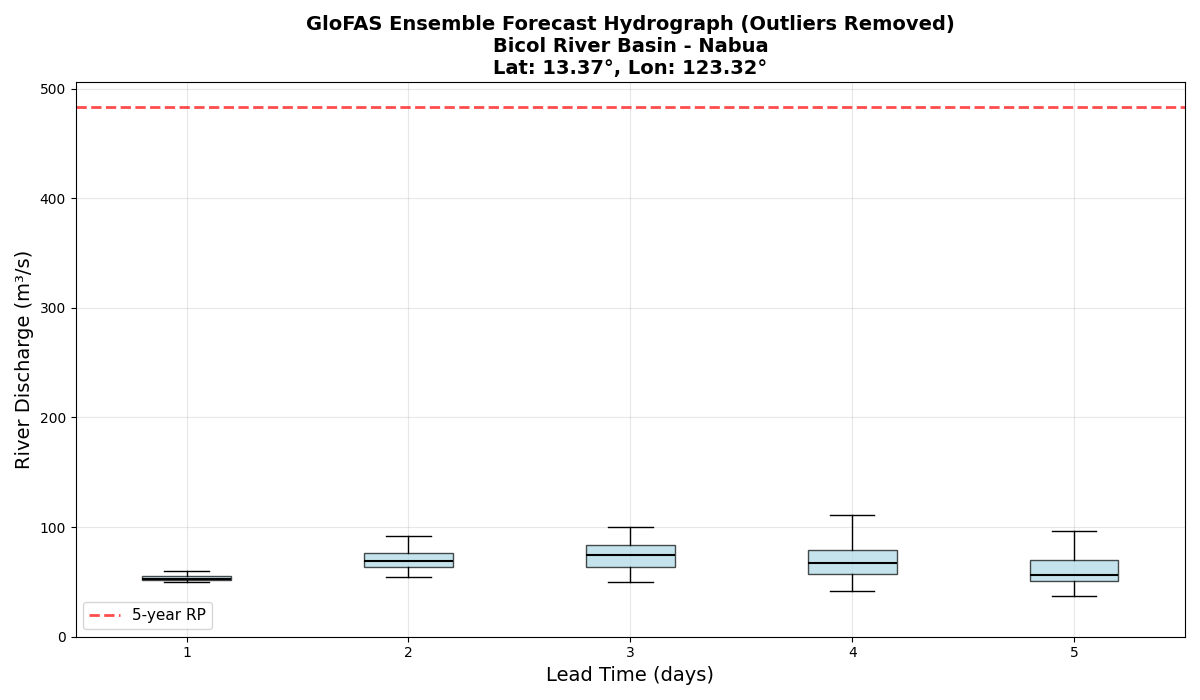 GloFAS Ensemble Forecast Hydrograph (Outliers Removed)
Bicol River Basin - Nabua
Lat: 13.37°, Lon: 123.32°
River Discharge (m³/s)
500
400
300
200
100
0
5-year RP
1 2 3 4 5
Lead Time (days)